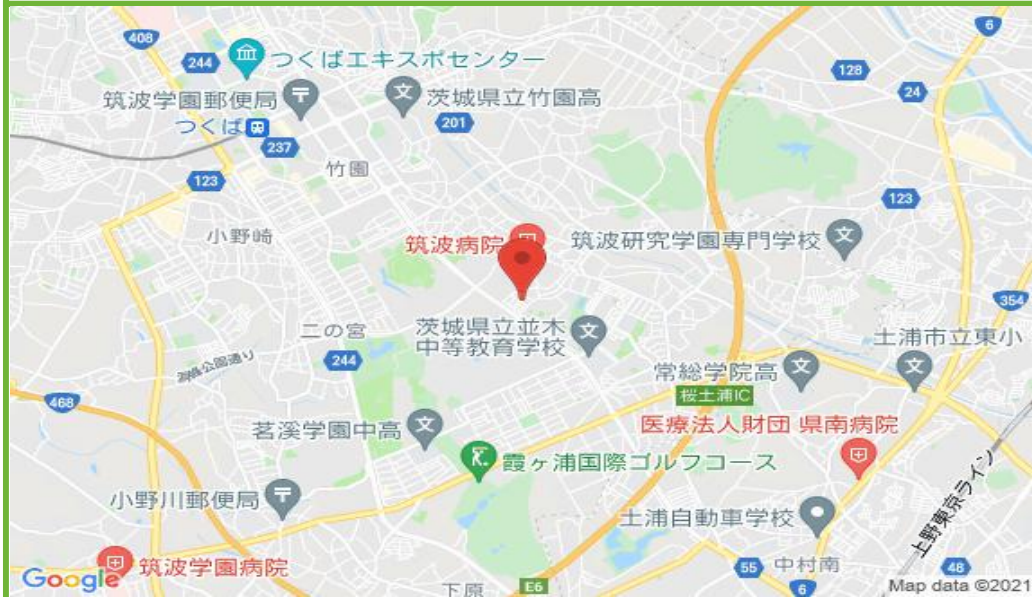 408
6
244
つくばエキスポセンター
128
筑波学園郵便局
茨城県立竹園高
24
つくば
201
237
竹園
123
123
小野崎
筑波病院
筑波研究学園専門学校
354
二の宮
茨城県立並木
中等教育学校
土浦市立東小
洞峰公園通り
244
常総学院高
桜土浦IC
468
茗溪学園中高
医療法人財団 県南病院
霞ヶ浦国際ゴルフコース
小野川郵便局
土浦自動車学校
上野東京ライン
筑波学園病院
55
中村南
48
Google
下原
E6
6
Map data ©2021